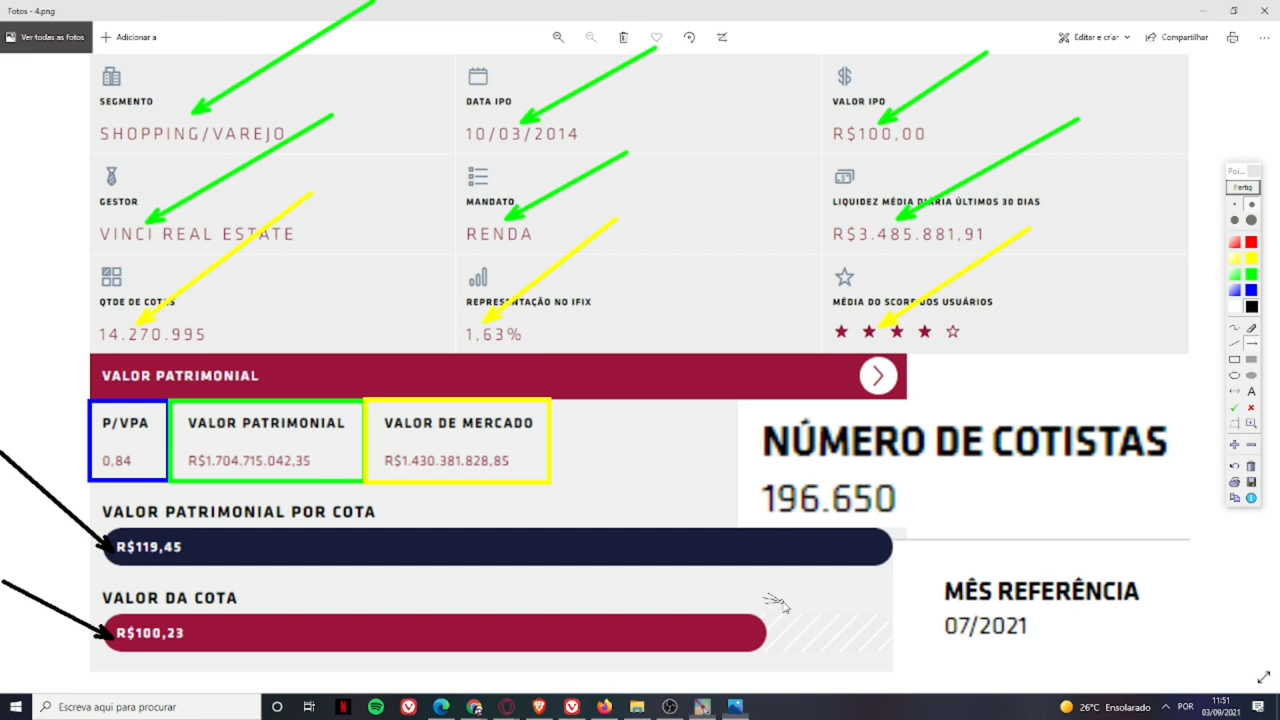 Fotos - 4.png
Ver todas as fotos
Adicionar a
Editar e criar
Compartilhar
SEGMENTO
SHOPPING/VAREJO
DATA IPO
10/03/2014
VALOR IPO
R$100,00
GESTOR
VINCI REAL ESTATE
MANDATO
RENDA
LIQUIDEZ MÉDIA DIÁRIA ÚLTIMOS 30 DIAS
R$3.485.881,91
QTDE DE COTAS
14.270.995
REPRESENTAÇÃO NO IFIX
1,63%
MÉDIA DO SCORE DOS USUÁRIOS
VALOR PATRIMONIAL
P/VPA
0,84
VALOR PATRIMONIAL
R$1.704.715.042,35
VALOR DE MERCADO
R$1.430.381.828,85
NÚMERO DE COTISTAS
196.650
VALOR PATRIMONIAL POR COTA
R$119,45
VALOR DA COTA
R$100,23
MÊS REFERÊNCIA
07/2021
Poi...
Fertig
Escreva aqui para procurar
26°C Ensolarado
POR
11:51
03/09/2021